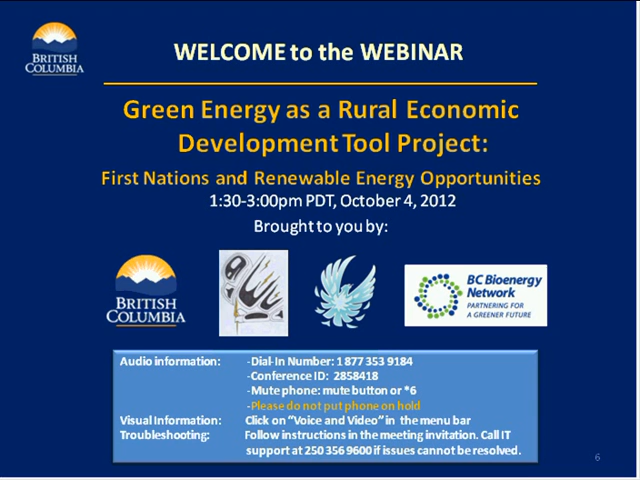 BRITISH
COLUMBIA
WELCOME to the WEBINAR
Green Energy as a Rural Economic
Development Tool Project:
First Nations and Renewable Energy Opportunities
1:30-3:00pm PDT, October 4, 2012
Brought to you by:
BRITISH
COLUMBIA
BC Bioenergy
Network
PARTNERING FOR
A GREENER FUTURE
Audio information: -Dial-In Number: 1 877 353 9184
-Conference ID: 2858418
-Mute phone: mute button or *6
-Please do not put phone on hold
Visual Information: Click on "Voice and Video" in the menu bar
Troubleshooting: Follow instructions in the meeting invitation. Call IT
support at 250 356 9600 if issues cannot be resolved.
6